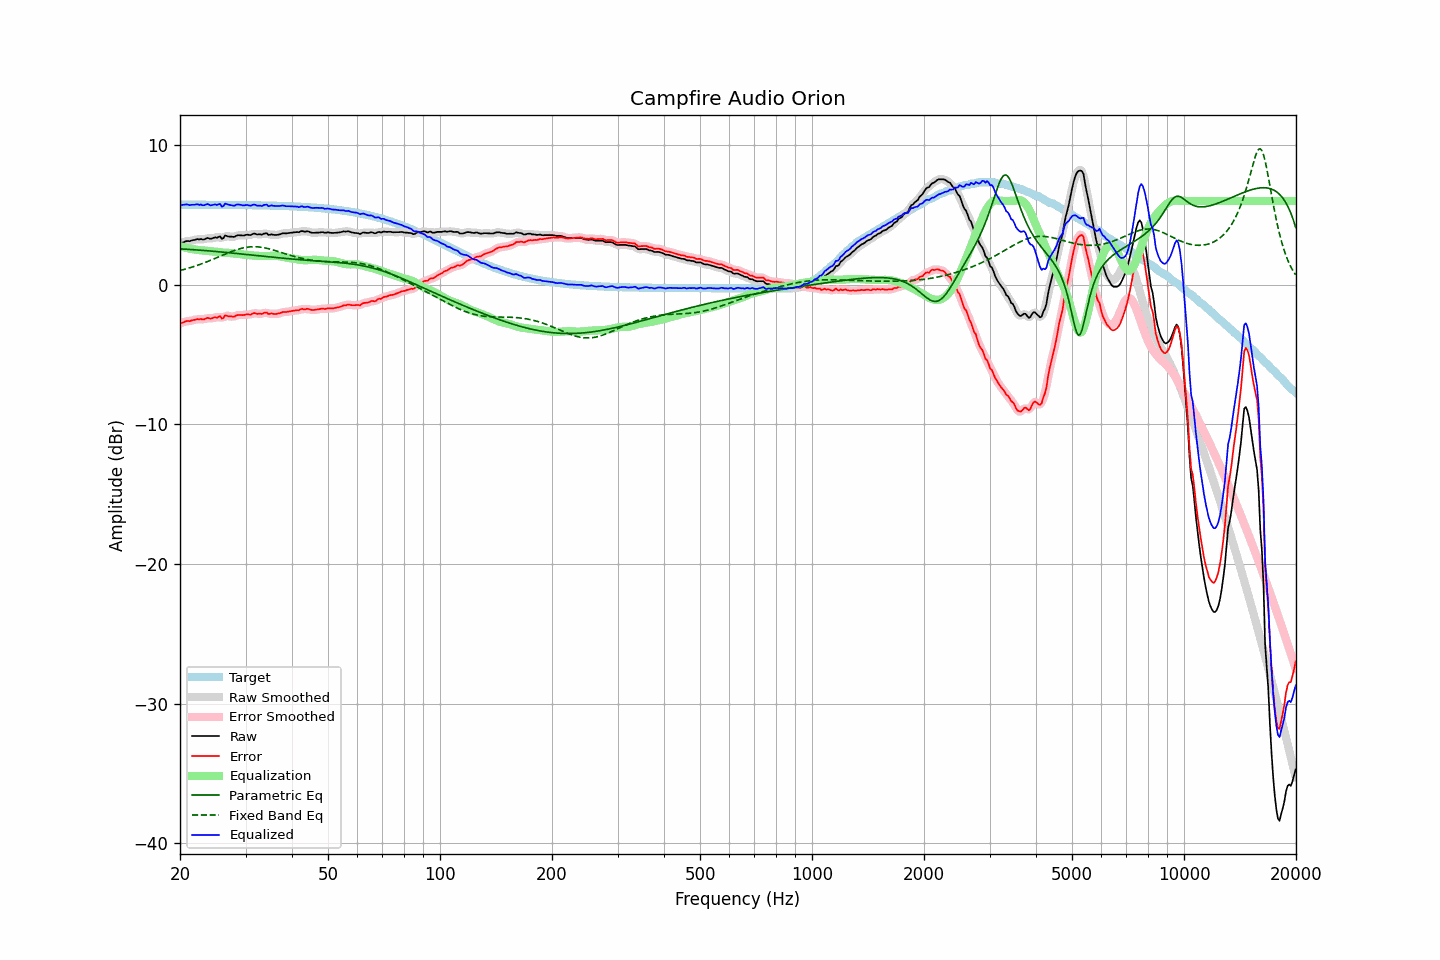 Campfire Audio Orion
10
0
−10
−20
−30
−40
Amplitude (dBr)
Target
Raw Smoothed
Error Smoothed
Raw
Error
Equalization
Parametric Eq
Fixed Band Eq
Equalized
20 50 100 200 500 1000 2000 5000 10000 20000
Frequency (Hz)